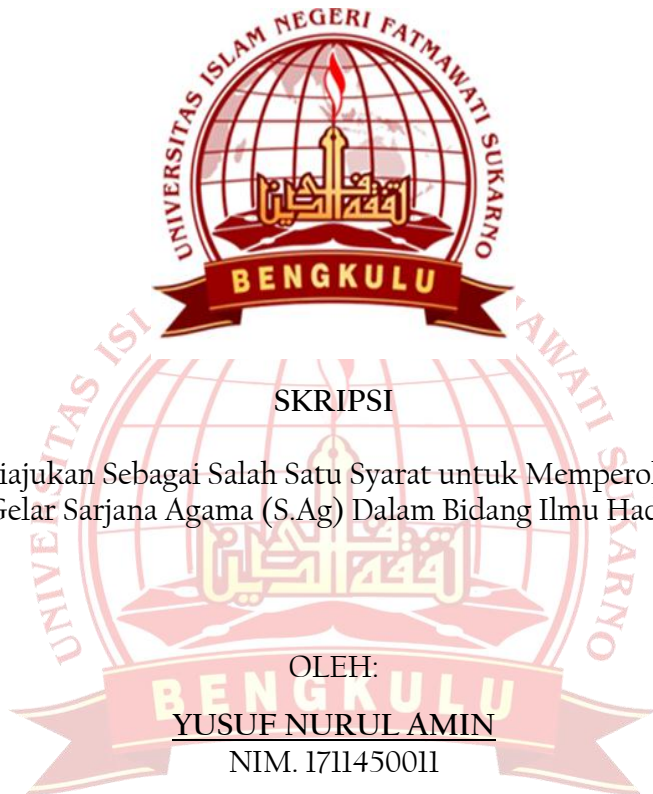 UNIVERSITAS ISLAM NEGERI FATMAWATI SUKARNO
BENGKULU
SKRIPSI
iajukan Sebagai Salah Satu Syarat untuk Memperol
Gelar Sarjana Agama (S.Ag) Dalam Bidang Ilmu Had
OLEH:
YUSUF NURUL AMIN
NIM. 1711450011